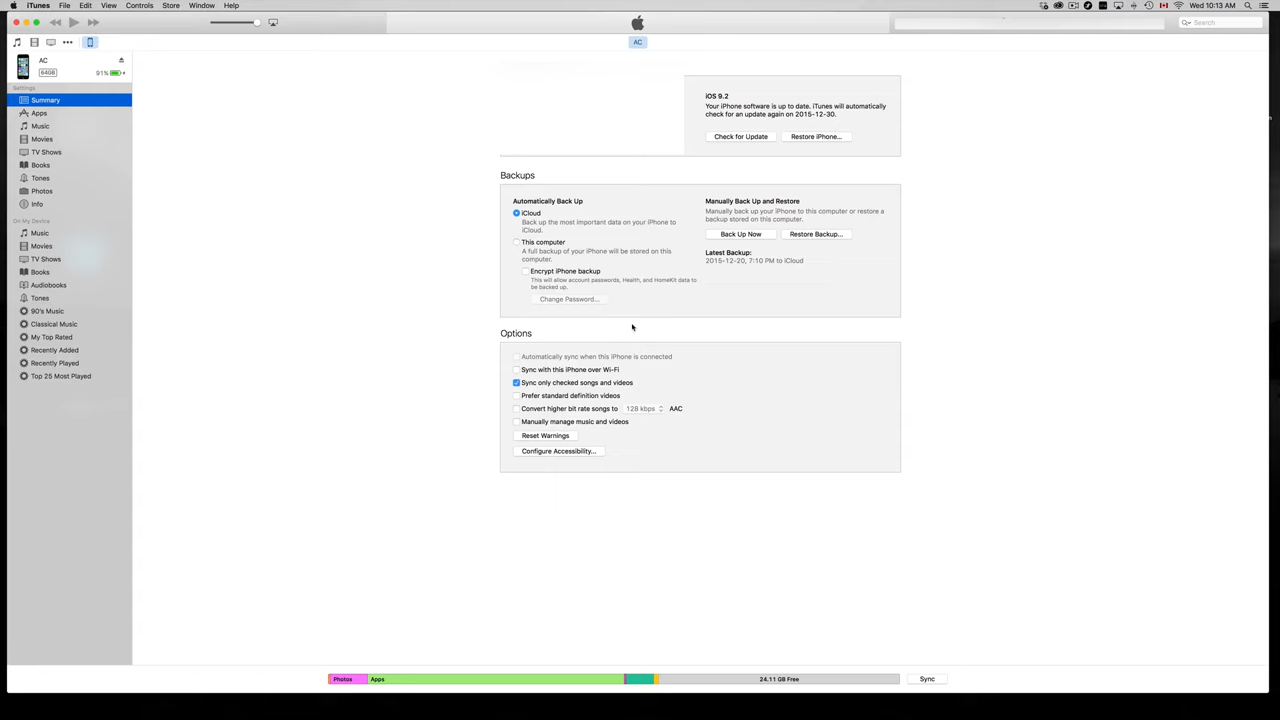 iTunes File Edit View Controls Store Window Help
Wed 10:13 AM
Search
AC
AC
64GB
91%
Settings
Summary
Apps
Music
Movies
TV Shows
Books
Tones
Photos
Info
On My Device
Music
Movies
TV Shows
Books
Audiobooks
Tones
90's Music
Classical Music
My Top Rated
Recently Added
Recently Played
Top 25 Most Played
iOS 9.2
Your iPhone software is up to date. iTunes will automatically
check for an update again on 2015-12-30.
Check for Update
Restore iPhone...
Backups
Automatically Back Up
iCloud
Back up the most important data on your iPhone to
iCloud.
This computer
A full backup of your iPhone will be stored on this
computer.
Encrypt iPhone backup
This will allow account passwords, Health, and HomeKit data to
be backed up.
Change Password...
Manually Back Up and Restore
Manually back up your iPhone to this computer or restore a
backup stored on this computer.
Back Up Now
Restore Backup...
Latest Backup:
2015-12-20, 7:10 PM to iCloud
Options
Automatically sync when this iPhone is connected
Sync with this iPhone over Wi-Fi
Sync only checked songs and videos
Prefer standard definition videos
Convert higher bit rate songs to 128 kbps AAC
Manually manage music and videos
Reset Warnings
Configure Accessibility...
Photos
Apps
24.11 GB Free
Sync